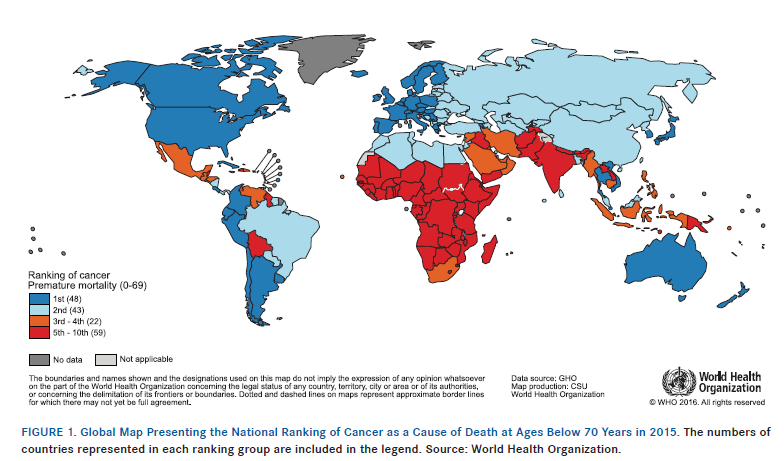 Ranking of cancer
Premature mortality (0-69)
1st (48)
2nd (43)
3rd - 4th (22)
5th - 10th (59)
No data
Not applicable
The boundaries and names shown and the designations used on this map do not imply the expression of any opinion whatsoever
on the part of the World Health Organization concerning the legal status of any country, territory, city or area or of its authorities,
or concerning the delimitation of its frontiers or boundaries. Dotted and dashed lines on maps represent approximate border lines
for which there may not yet be full agreement.
Data source: GHO
Map production: CSU
World Health Organization
World Health
Organization
© WHO 2016. All rights reserved
FIGURE 1. Global Map Presenting the National Ranking of Cancer as a Cause of Death at Ages Below 70 Years in 2015. The numbers of
countries represented in each ranking group are included in the legend. Source: World Health Organization.